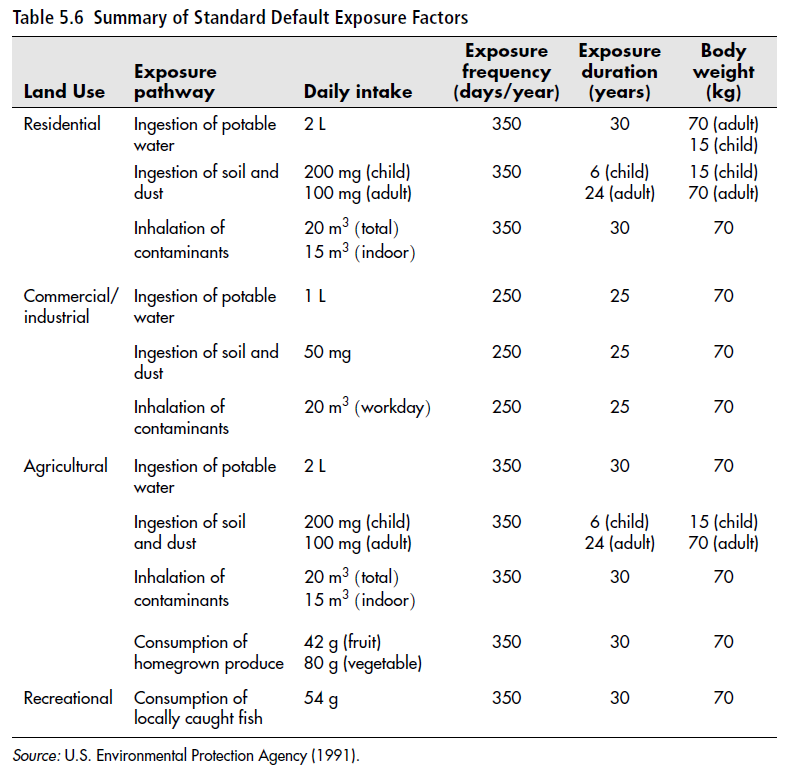 Table 5.6 Summary of Standard Default Exposure Factors
Land Use Exposure pathway Daily intake Exposure frequency (days/year) Exposure duration (years) Body weight (kg)
Residential Ingestion of potable 2 L 350 30 70 (adult)
water 15 (child)
Ingestion of soil and 200 mg (child) 350 6 (child) 15 (child)
dust 100 mg (adult) 24 (adult) 70 (adult)
Inhalation of 20 m³ (total) 350 30 70
contaminants 15 m³ (indoor)
Commercial/ Ingestion of potable 1 L 250 25 70
industrial water
Ingestion of soil and 50 mg 250 25 70
dust
Inhalation of 20 m³ (workday) 250 25 70
contaminants
Agricultural Ingestion of potable 2 L 350 30 70
water
Ingestion of soil 200 mg (child) 350 6 (child) 15 (child)
and dust 100 mg (adult) 24 (adult) 70 (adult)
Inhalation of 20 m³ (total) 350 30 70
contaminants 15 m³ (indoor)
Consumption of 42 g (fruit) 350 30 70
homegrown produce 80 g (vegetable)
Recreational Consumption of 54 g 350 30 70
locally caught fish
Source: U.S. Environmental Protection Agency (1991).